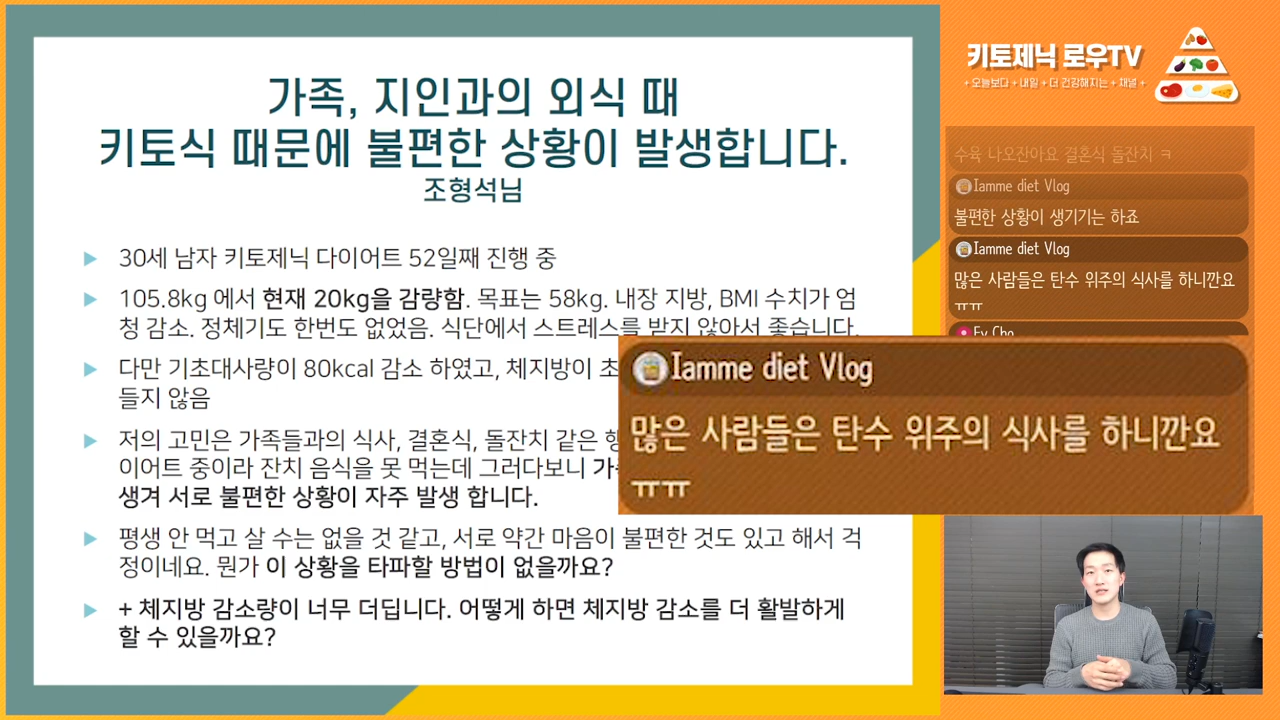 가족, 지인과의 외식 때
키토식 때문에 불편한 상황이 발생합니다.
조형석님
30세 남자 키토제닉 다이어트 52일째 진행 중
105.8kg 에서 현재 20kg을 감량함. 목표는 58kg. 내장 지방, BMI 수치가 엄
청 감소. 정체기도 한번도 없었음. 식단에서 스트레스를 받지 않아서 좋습니다.
다만 기초대사량이 80kcal 감소 하였고, 체지방이 초
들지 않음
저의 고민은 가족들과의 식사, 결혼식, 돌잔치 같은
이어트 중이라 잔치 음식을 못 먹는데 그러다보니
생겨 서로 불편한 상황이 자주 발생 합니다.
평생 안 먹고 살 수는 없을 것 같고, 서로 약간 마음이 불편한 것도 있고 해서 걱
정이네요. 뭔가 이 상황을 타파할 방법이 없을까요?
+ 체지방 감소량이 너무 더딥니다. 어떻게 하면 체지방 감소를 더 활발하게
할 수 있을까요?
키토제닉 로우TV
+ 오늘보다 + 내일 + 더 건강해지는 + 채널 +
수육 나오잖아요 결혼식 돌잔치 ㅋ
Iamme diet Vlog
불편한 상황이 생기기는 하죠
Iamme diet Vlog
많은 사람들은 탄수 위주의 식사를 하니깐요
ㅠㅠ
Ey Cho
Iamme diet Vlog
많은 사람들은 탄수 위주의 식사를 하니깐요
ㅠㅠ